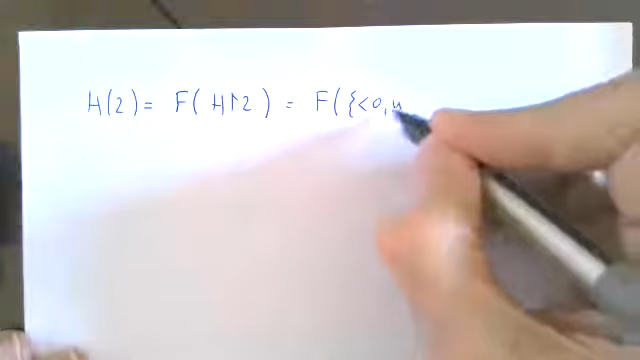 H(2) = F( H↾2 ) = F( {<0,